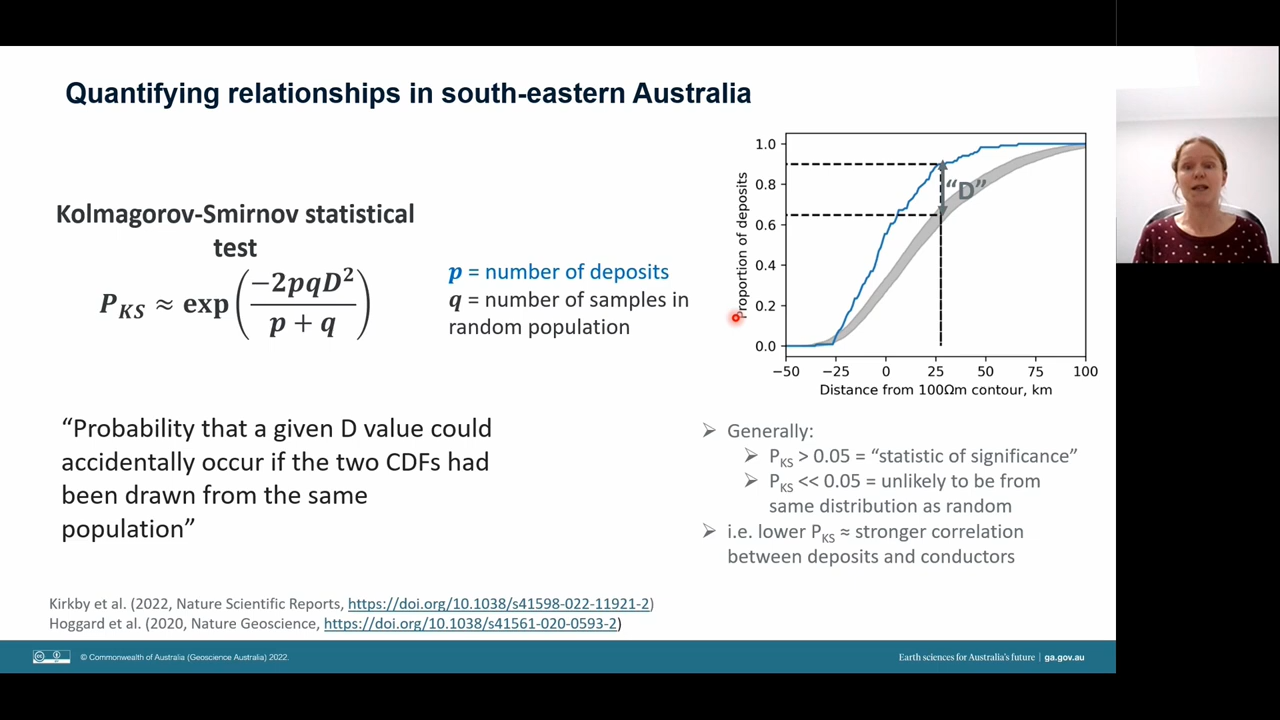 Quantifying relationships in south-eastern Australia
Kolmagorov-Smirnov statistical
test
P_KS ≈ exp(−2pqD²/p + q)
p = number of deposits
q = number of samples in
random population
“Probability that a given D value could
accidentally occur if the two CDFs had
been drawn from the same
population”
Proportion of deposits
1.0
0.8
0.6
0.4
0.2
0.0
“D”
−50 −25 0 25 50 75 100
Distance from 100Ωm contour, km
➢ Generally:
➢ P_KS > 0.05 = “statistic of significance”
➢ P_KS << 0.05 = unlikely to be from
same distribution as random
➢ i.e. lower P_KS ≈ stronger correlation
between deposits and conductors
Kirkby et al. (2022, Nature Scientific Reports, https://doi.org/10.1038/s41598-022-11921-2)
Hoggard et al. (2020, Nature Geoscience, https://doi.org/10.1038/s41561-020-0593-2)
© Commonwealth of Australia (Geoscience Australia) 2022.
Earth sciences for Australia’s future | ga.gov.au